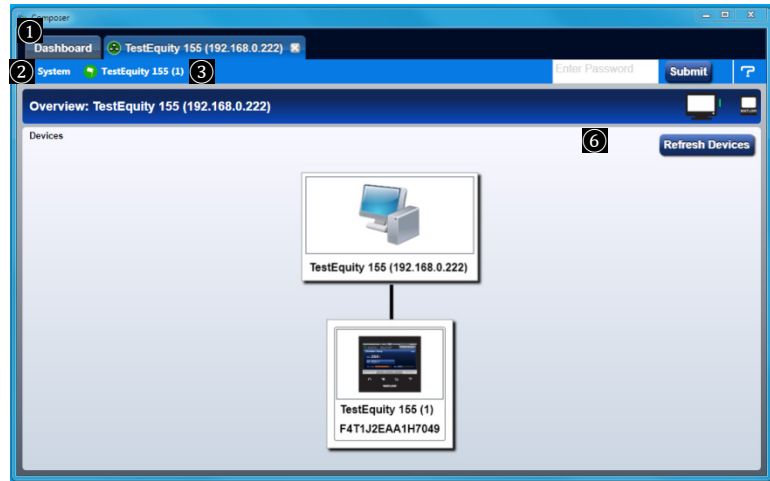 Composer
①
Dashboard TestEquity 155 (192.168.0.222)
② System TestEquity 155 (1) ③ Enter Password Submit ?
Overview: TestEquity 155 (192.168.0.222)
Devices ⑥ Refresh Devices
TestEquity 155 (192.168.0.222)
TestEquity 155 (1)
F4T1J2EAA1H7049